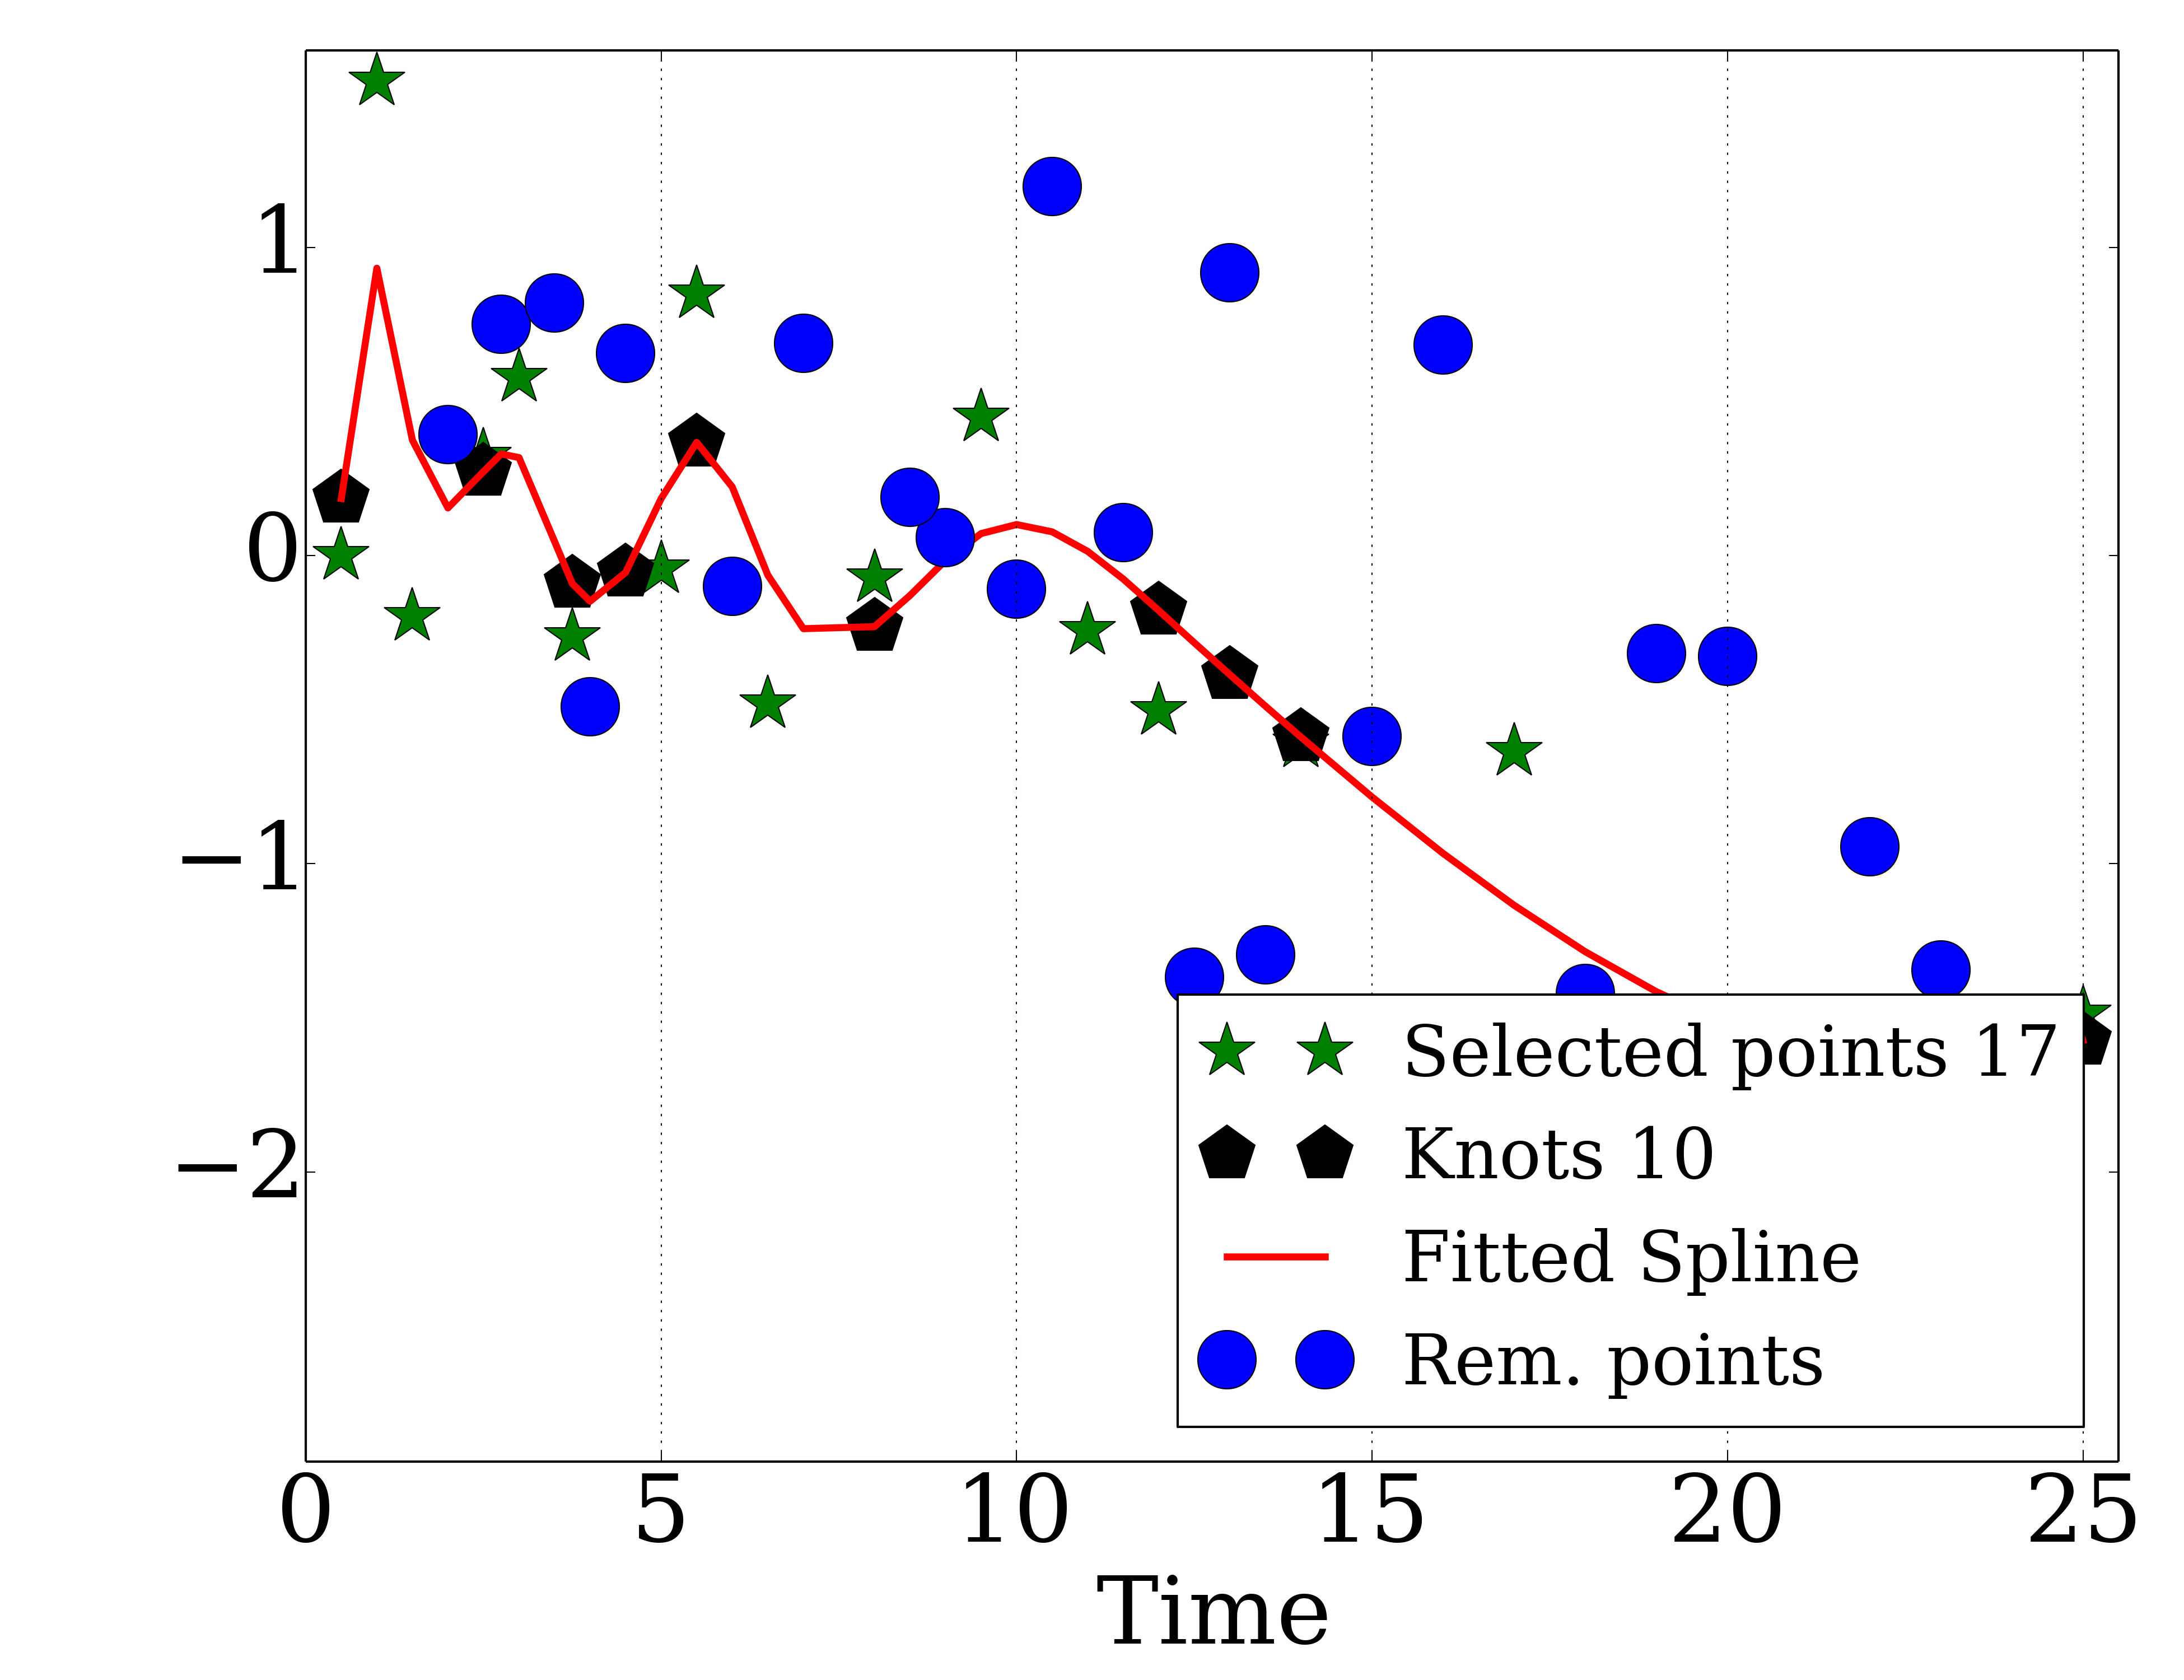 1
0
−1
−2
Selected points 17
Knots 10
Fitted Spline
Rem. points
0 5 10 15 20 25
Time